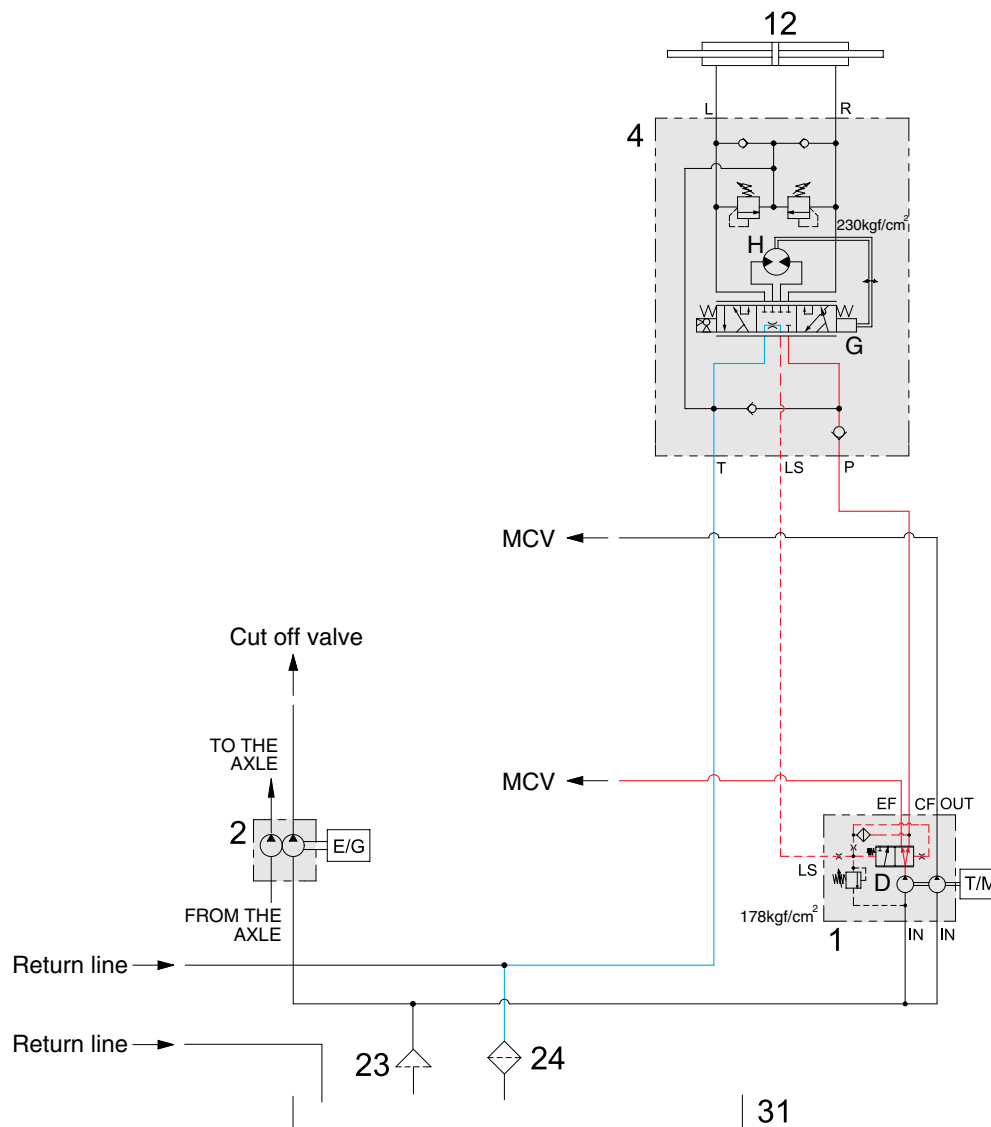 12
L R
4
230kgf/cm2
H
G
T LS P
MCV
Cut off valve
TO THE
AXLE
MCV
EF CF OUT
2
E/G
LS
D
T/M
FROM THE
AXLE
178kgf/cm2
1
IN IN
Return line
Return line
23
24
31